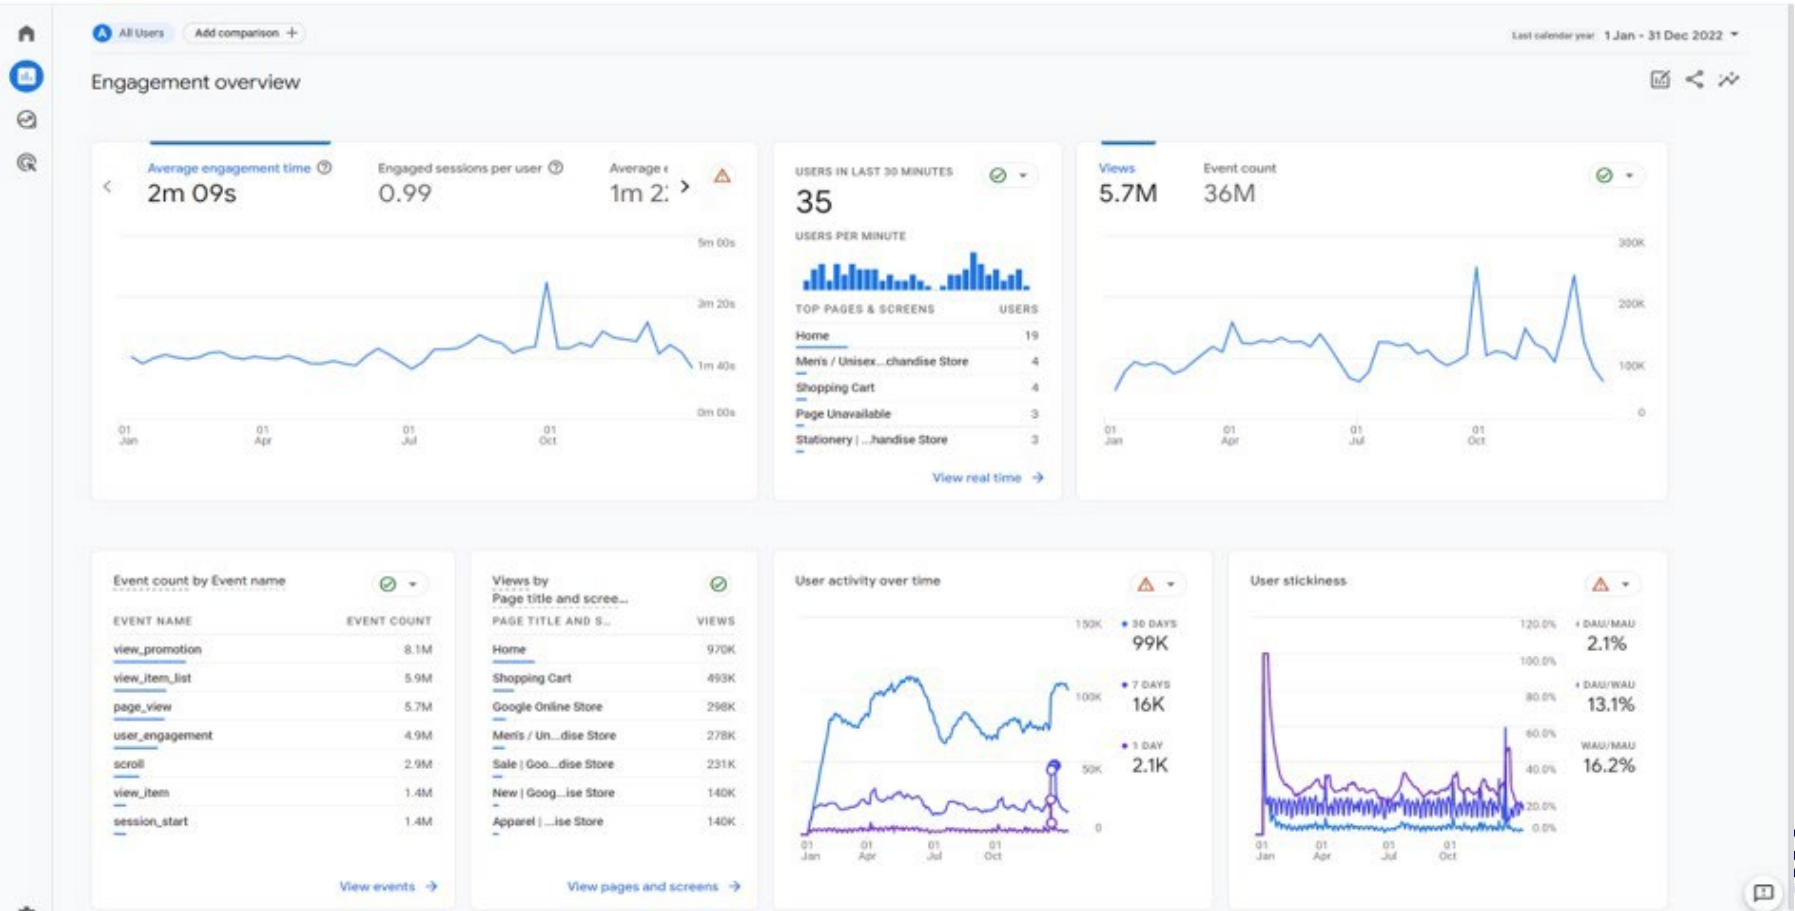 All Users Add comparison +
Last calendar year 1 Jan - 31 Dec 2022
Engagement overview
Average engagement time
2m 09s
Engaged sessions per user
0.99
Average e
1m 2:
5m 00s
3m 20s
1m 40s
0m 00s
01 Jan
01 Apr
01 Jul
01 Oct
USERS IN LAST 30 MINUTES
35
USERS PER MINUTE
TOP PAGES & SCREENS USERS
Home 19
Men's / Unisex...chandise Store 4
Shopping Cart 4
Page Unavailable 3
Stationery | ...handise Store 3
View real time
Views
5.7M
Event count
36M
300K
200K
100K
0
01 Jan
01 Apr
01 Jul
01 Oct
Event count by Event name
EVENT NAME EVENT COUNT
view_promotion 8.1M
view_item_list 5.9M
page_view 5.7M
user_engagement 4.9M
scroll 2.9M
view_item 1.4M
session_start 1.4M
View events
Views by
Page title and scree...
PAGE TITLE AND S... VIEWS
Home 970K
Shopping Cart 493K
Google Online Store 298K
Men's / Un...dise Store 278K
Sale | Goo...dise Store 231K
New | Goog...ise Store 140K
Apparel | ...ise Store 140K
View pages and screens
User activity over time
150K
100K
50K
0
30 DAYS
99K
7 DAYS
16K
1 DAY
2.1K
01 Jan
01 Apr
01 Jul
01 Oct
User stickiness
120.0%
100.0%
80.0%
60.0%
40.0%
20.0%
0.0%
DAU/MAU
2.1%
DAU/WAU
13.1%
WAU/MAU
16.2%
01 Jan
01 Apr
01 Jul
01 Oct